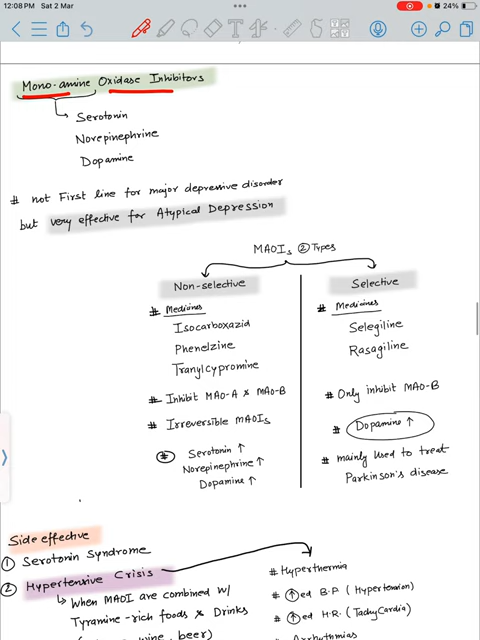 12:08 PM Sat 2 Mar
24%
Mono-amine Oxidase Inhibitors
Serotonin
Norepinephrine
Dopamine
# not First line for major depressive disorder
but very effective for Atypical Depression
MAOIs ② Types
Non-selective
# Medicines
Isocarboxazid
Phenelzine
Tranylcypromine
# Inhibit MAO-A & MAO-B
# Irreversible MAOIs
# Serotonin ↑
Norepinephrine ↑
Dopamine ↑
Selective
# Medicines
Selegiline
Rasagiline
# Only inhibit MAO-B
# Dopamine ↑
# mainly used to treat
Parkinson's disease
Side effective
① Serotonin Syndrome
② Hypertensive Crisis
↳ When MAOI are combined w/
Tyramine-rich foods & Drinks
wine, beer)
# Hyperthermia
# ↑ed B.P (Hypertension)
# ↑ed H.R. (Tachycardia)
# Arrhythmias